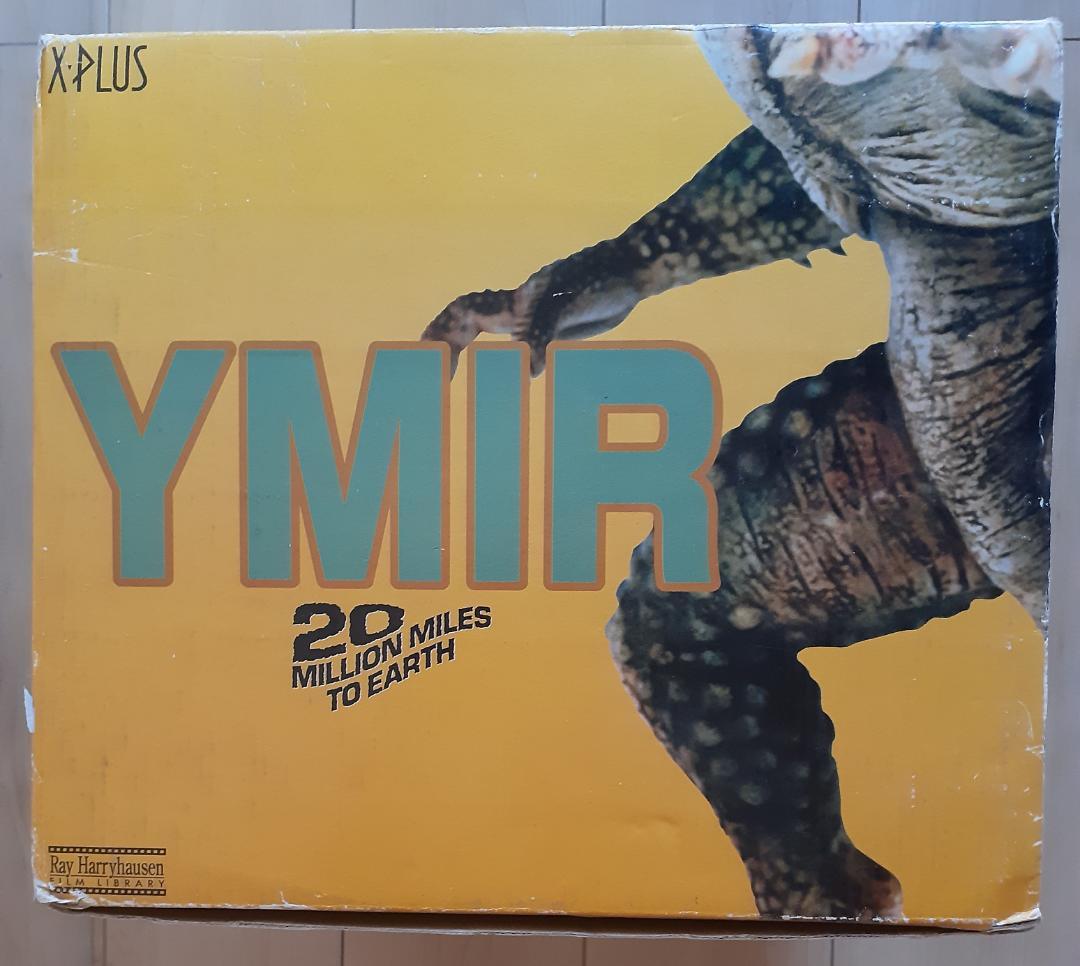 X-PLUS
YMIR
20
MILLION MILES
TO EARTH
Ray Harryhausen
FILM LIBRARY